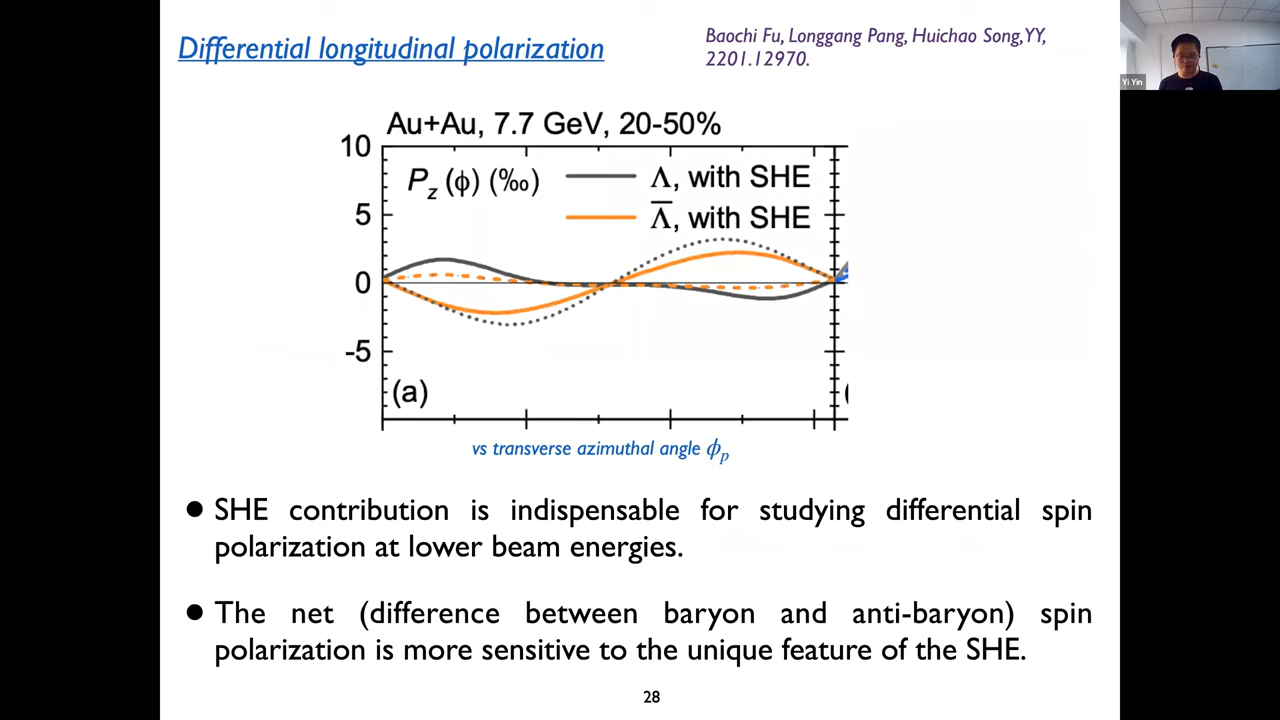 Differential longitudinal polarization
Baochi Fu, Longgang Pang, Huichao Song,YY,
2201.12970.
Yi Yin
Au+Au, 7.7 GeV, 20-50%
10
P_z (ϕ) (‰)
Λ, with SHE
5
Λ̅, with SHE
0
-5
(a)
(
vs transverse azimuthal angle ϕ_p
● SHE contribution is indispensable for studying differential spin
polarization at lower beam energies.
● The net (difference between baryon and anti-baryon) spin
polarization is more sensitive to the unique feature of the SHE.
28